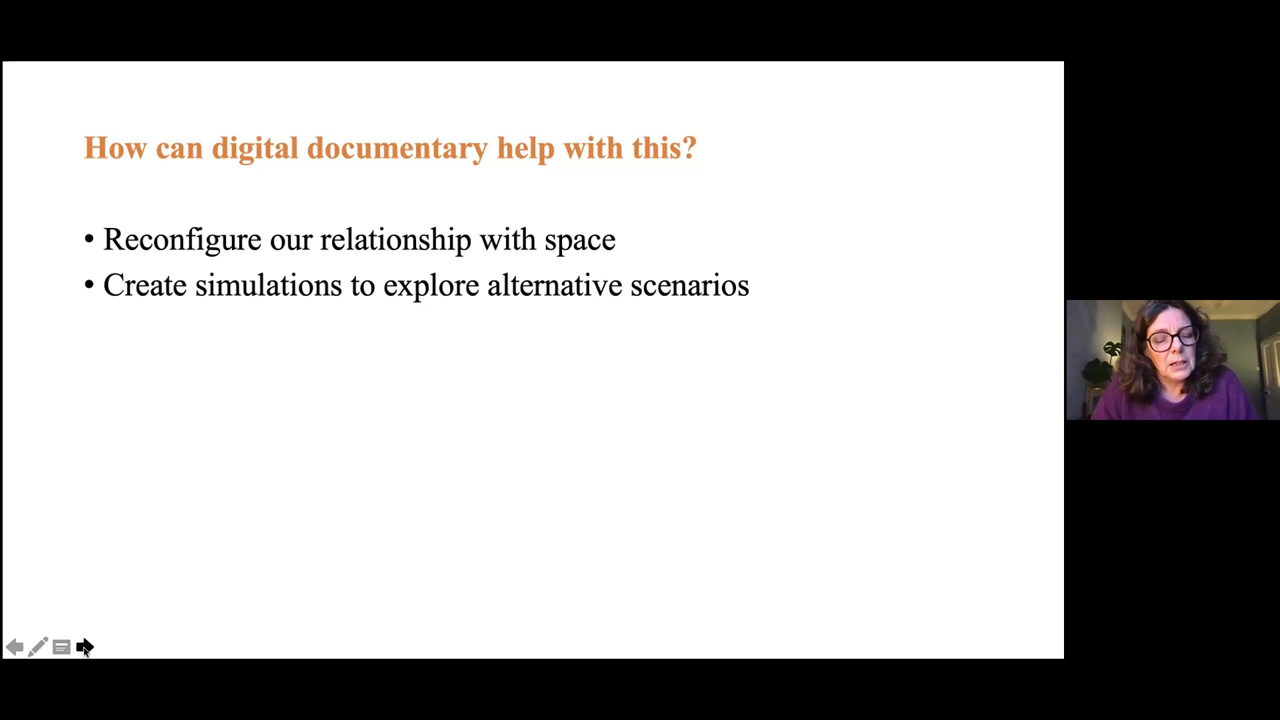 How can digital documentary help with this?
• Reconfigure our relationship with space
• Create simulations to explore alternative scenarios